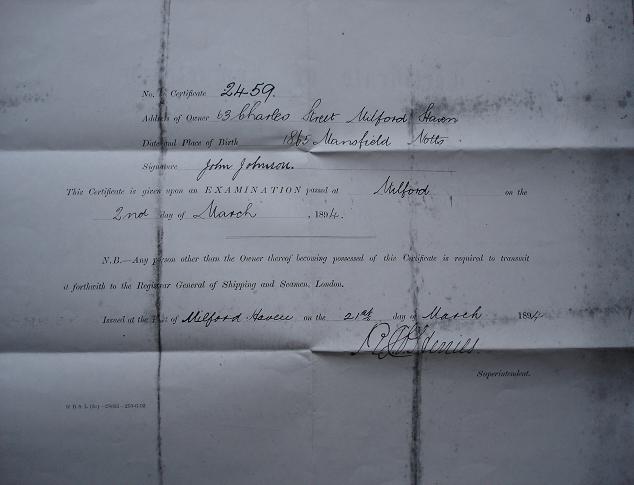 No. of Certificate 2459.
Address of Owner 13 Charles Street Milford Haven
Date and Place of Birth 1865 Mansfield Notts
Signature John Johnson.
This Certificate is given upon an EXAMINATION passed at Milford on the
2nd day of March, 1894.
N.B.—Any person other than the Owner thereof becoming possessed of this Certificate is required to transmit
it forthwith to the Registrar General of Shipping and Seamen, London.
Issued at the Port of Milford Haven on the 21st day of March 1894
Superintendent.